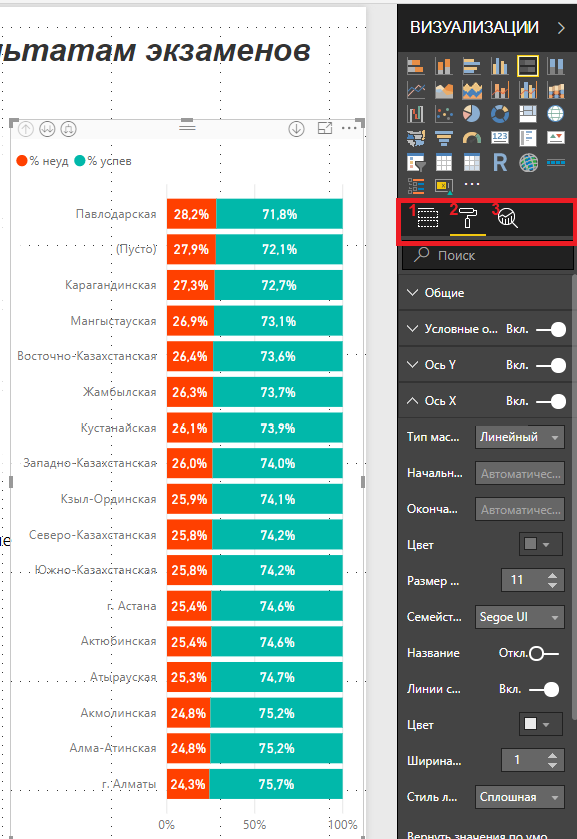 ьтатам экзаменов
% неуд % успев
Павлодарская 28,2% 71,8%
(Пусто) 27,9% 72,1%
Карагандинская 27,3% 72,7%
Мангыстауская 26,9% 73,1%
Восточно-Казахстанская 26,4% 73,6%
Жамбылская 26,3% 73,7%
Кустанайская 26,1% 73,9%
Западно-Казахстанская 26,0% 74,0%
Кзыл-Ординская 25,9% 74,1%
Северо-Казахстанская 25,8% 74,2%
Южно-Казахстанская 25,8% 74,2%
г. Астана 25,4% 74,6%
Актюбинская 25,4% 74,6%
Атырауская 25,3% 74,7%
Акмолинская 24,8% 75,2%
Алма-Атинская 24,8% 75,2%
г. Алматы 24,3% 75,7%
0% 50% 100%
ВИЗУАЛИЗАЦИИ
123
R
1 2 3
Поиск
Общие
Условные о... Вкл.
Ось Y Вкл.
Ось X Вкл.
Тип мас... Линейный
Начальн... Автоматичес...
Оконча... Автоматичес...
Цвет
Размер ... 11
Семейст... Segoe UI
Название Откл.
Линии с... Вкл.
Цвет
Ширина... 1
Стиль л... Сплошная
Вернуть значения по умо